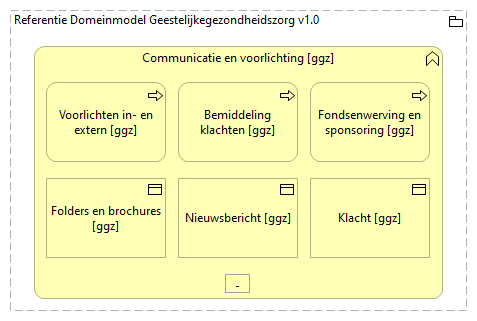 Referentie Domeinmodel Geestelijkegezondheidszorg v1.0
Communicatie en voorlichting [ggz]
Voorlichten in- en
extern [ggz]
Bemiddeling
klachten [ggz]
Fondsenwerving en
sponsoring [ggz]
Folders en brochures
[ggz]
Nieuwsbericht [ggz]
Klacht [ggz]
-